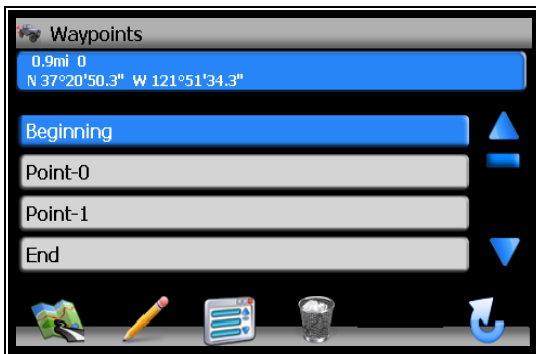 Waypoints
0.9mi 0
N 37°20'50.3" W 121°51'34.3"
Beginning
Point-0
Point-1
End